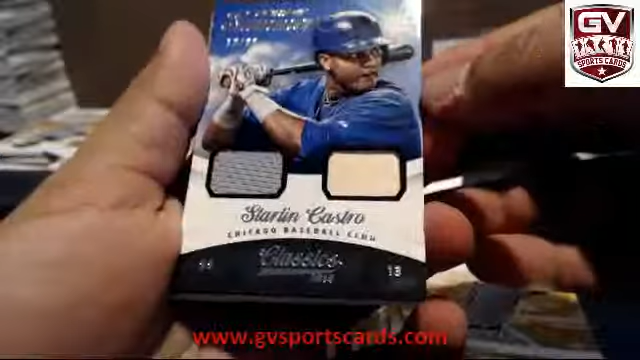 GV
SPORTS CARDS
Starlin Castro
CHICAGO BASEBALL CLUB
Classics
13
www.gvsportscards.com